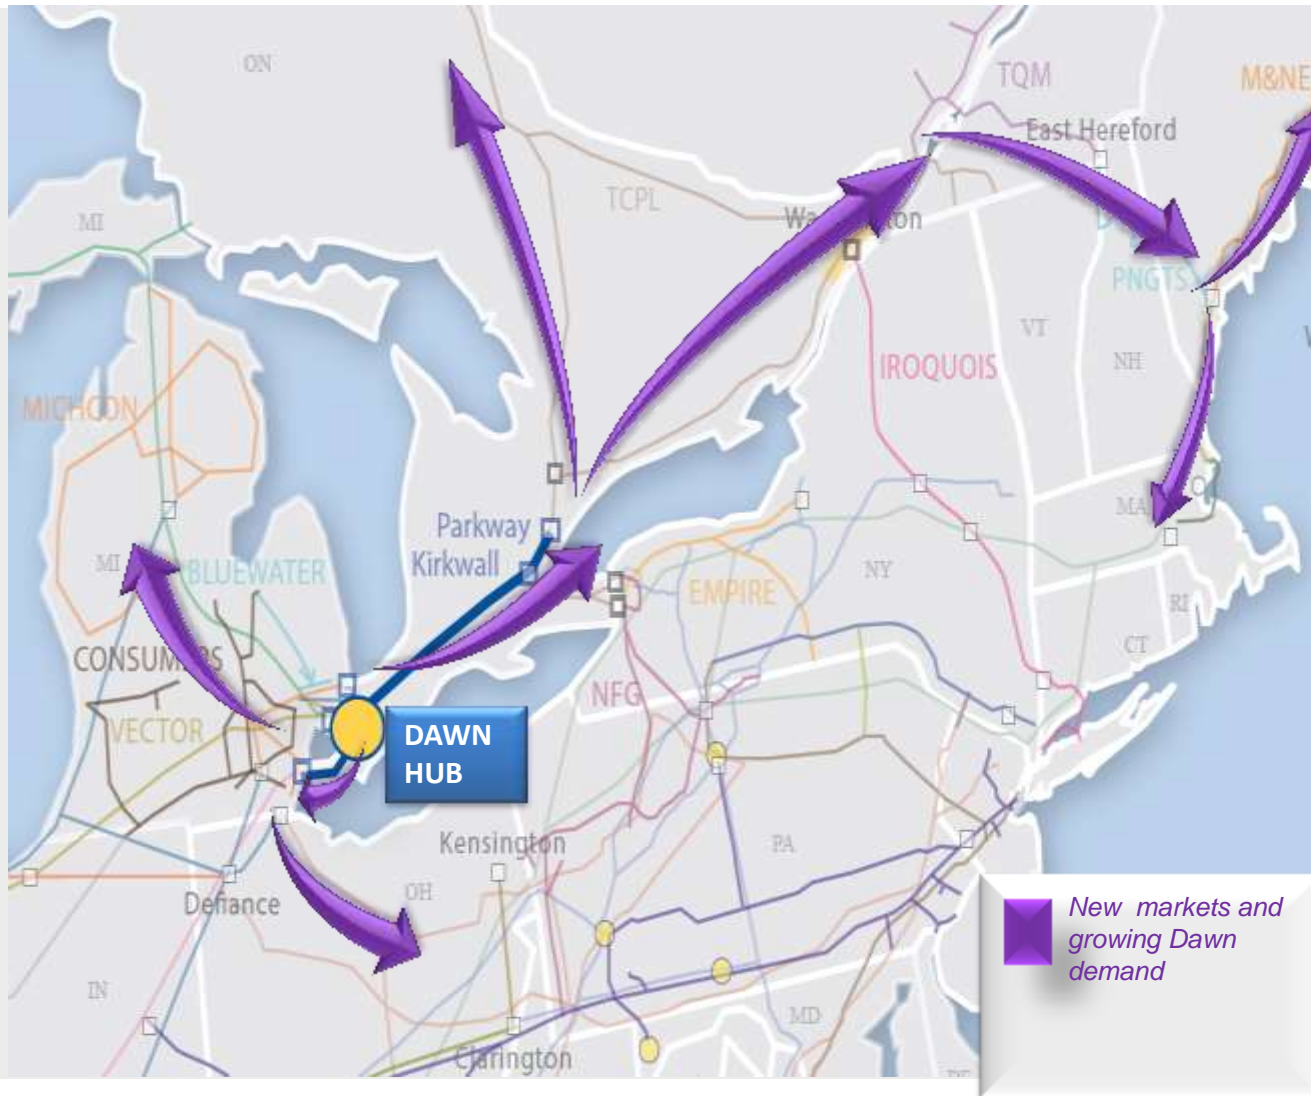 ON
TQM
M&NE
East Hereford
TCPL
MI
PNGTS
VT
NH
IROQUOIS
MICHCON
Parkway
Kirkwall
MA
MI
BLUEWATER
NY
EMPIRE
RI
CT
CONSUMERS
NFG
VECTOR
DAWN
HUB
Kensington
PA
OH
Defiance
New markets and
growing Dawn
demand
IN
MD
Clarington